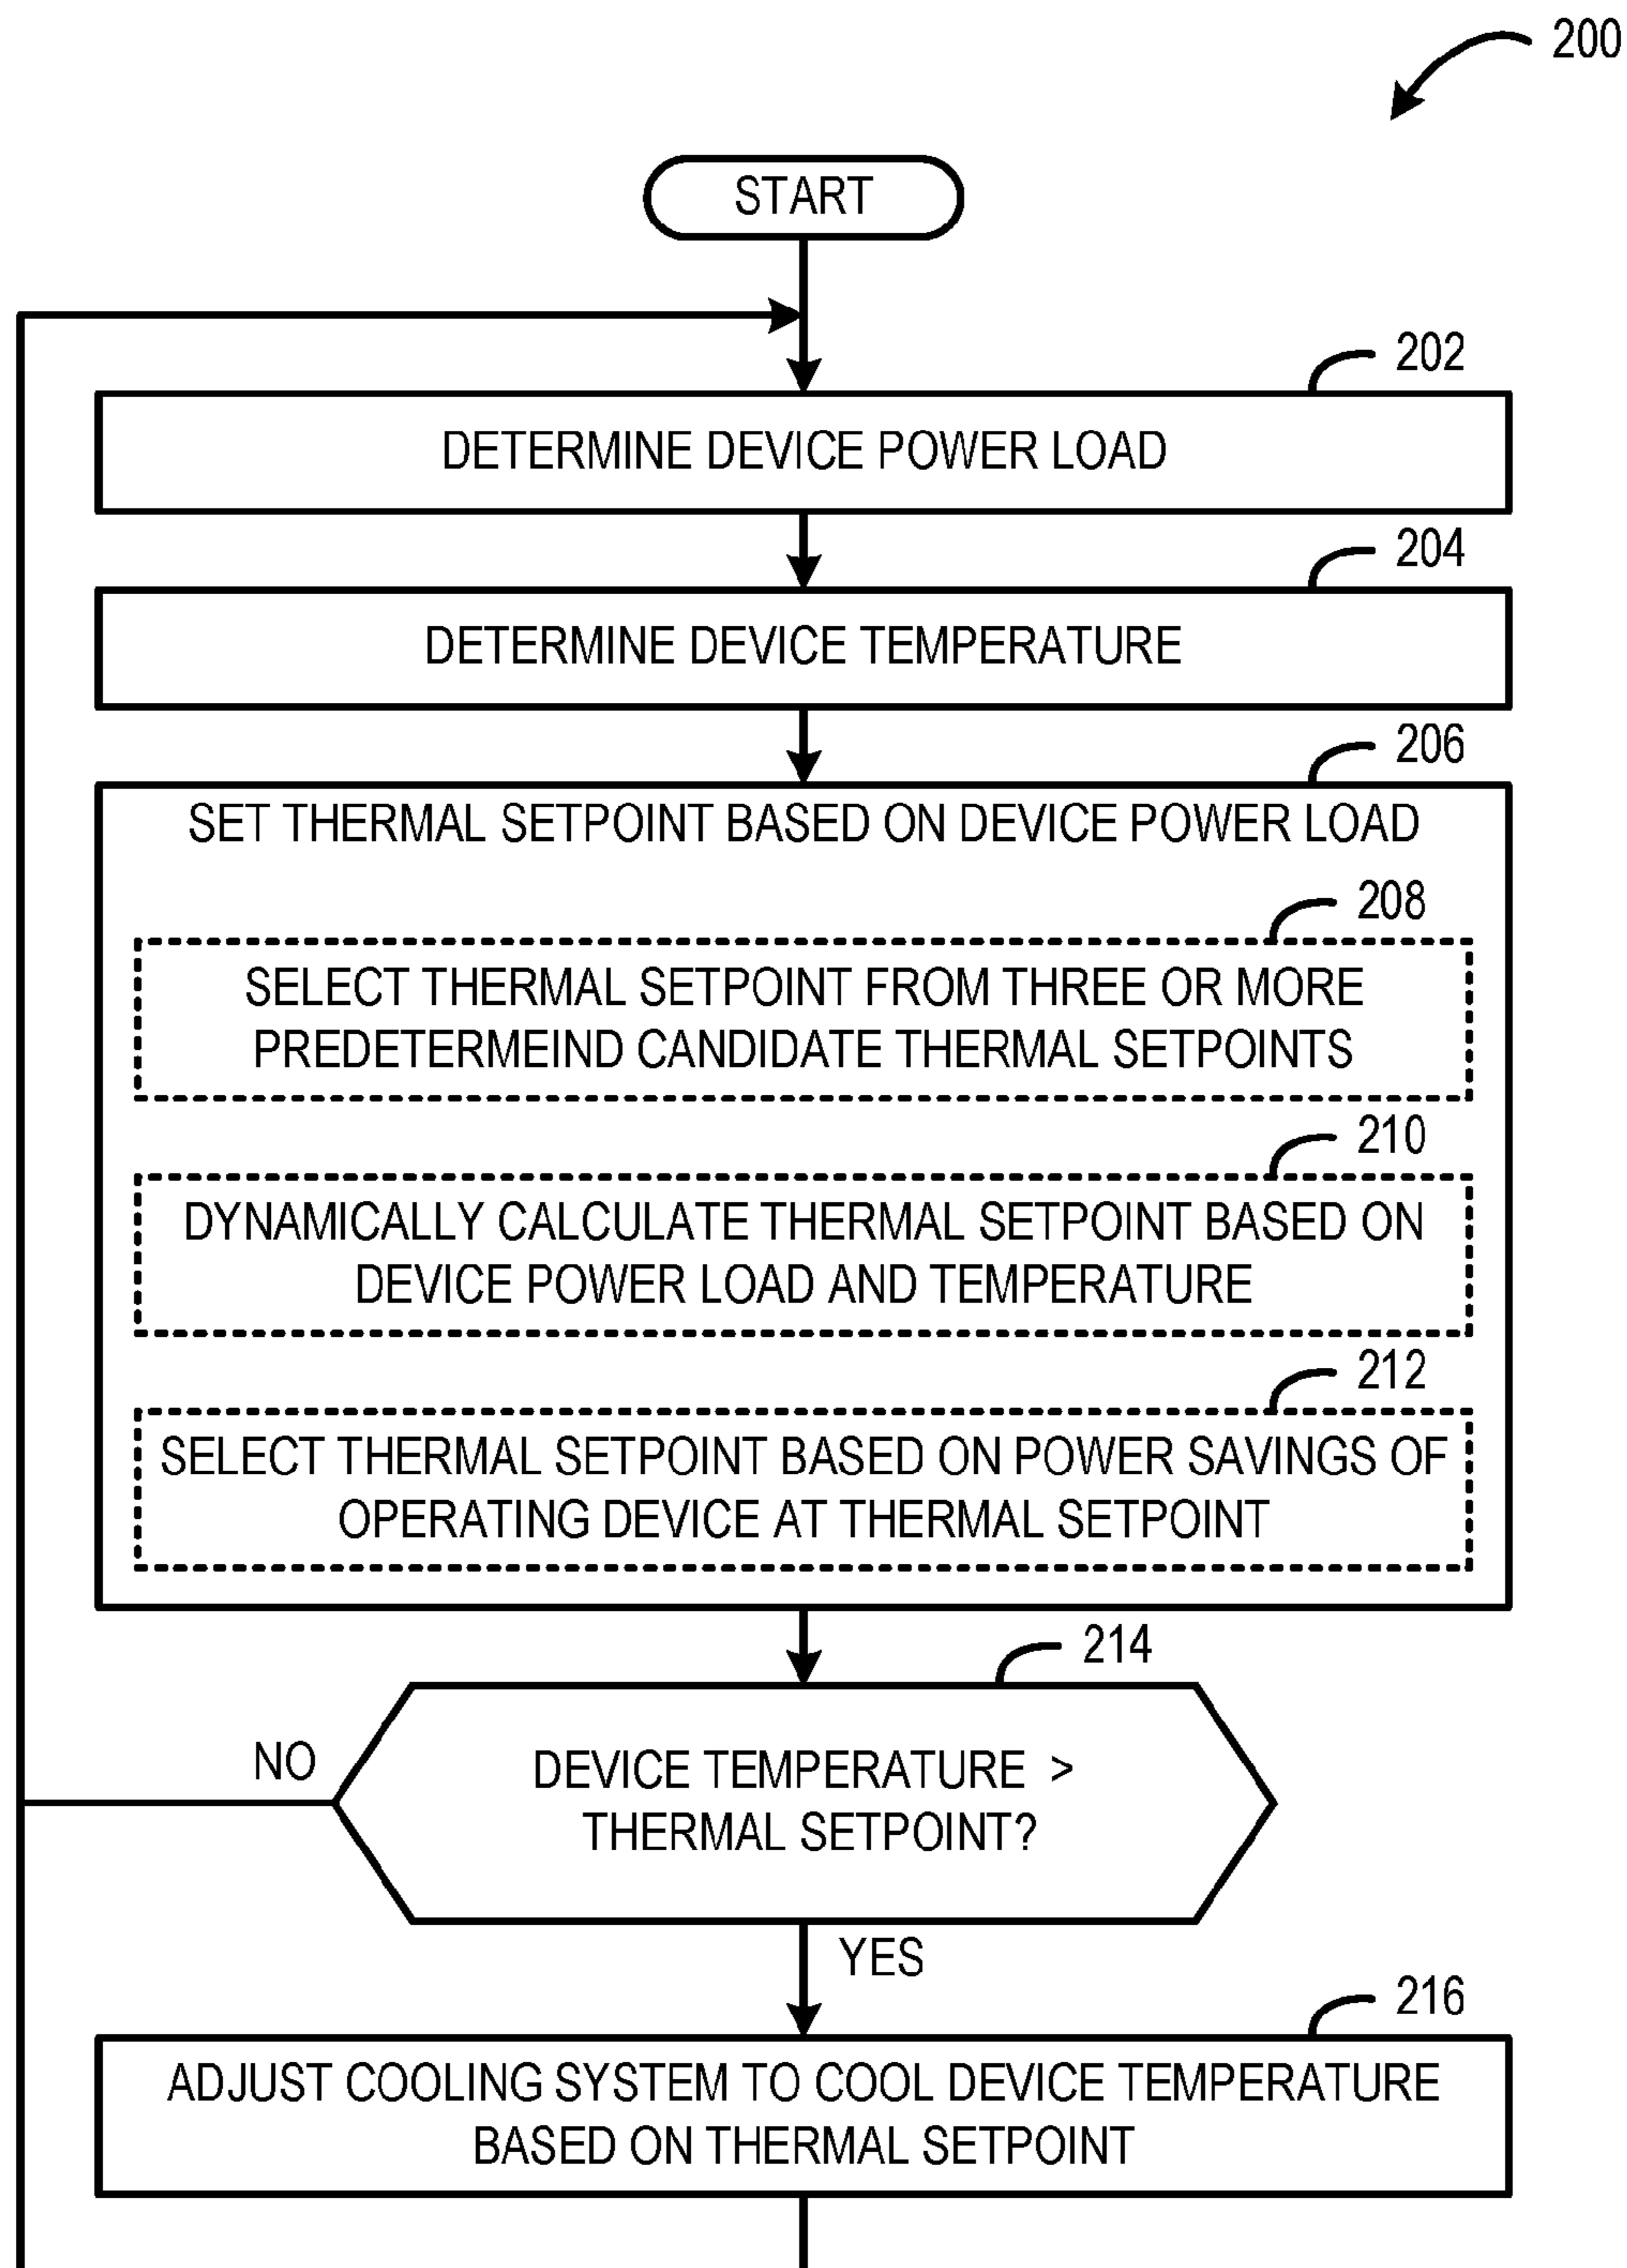 200
START
202
DETERMINE DEVICE POWER LOAD
204
DETERMINE DEVICE TEMPERATURE
206
SET THERMAL SETPOINT BASED ON DEVICE POWER LOAD
208
SELECT THERMAL SETPOINT FROM THREE OR MORE
PREDETERMEIND CANDIDATE THERMAL SETPOINTS
210
DYNAMICALLY CALCULATE THERMAL SETPOINT BASED ON
DEVICE POWER LOAD AND TEMPERATURE
212
SELECT THERMAL SETPOINT BASED ON POWER SAVINGS OF
OPERATING DEVICE AT THERMAL SETPOINT
214
NO
DEVICE TEMPERATURE >
THERMAL SETPOINT?
YES
216
ADJUST COOLING SYSTEM TO COOL DEVICE TEMPERATURE
BASED ON THERMAL SETPOINT